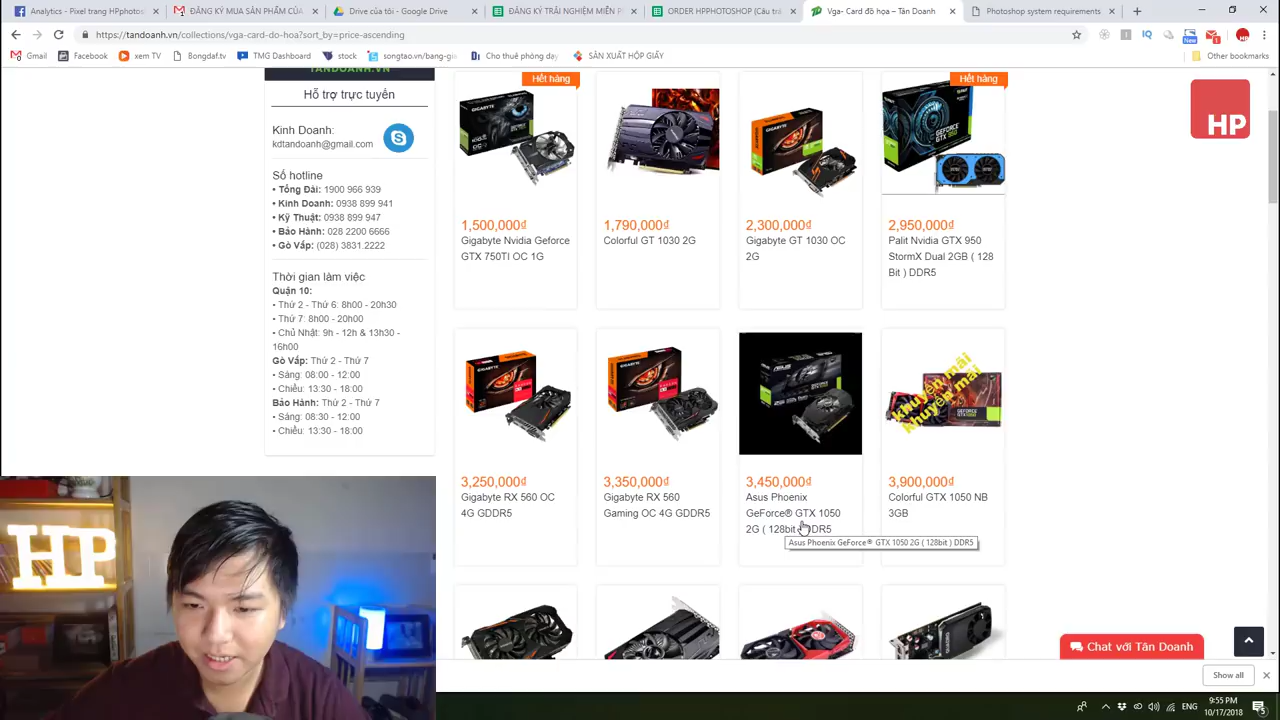 Analytics -
ĐĂNG KÝ MUA SẢN PHẨM CỦA
Drive của tôi - Google Drive
ĐĂNG KÝ TRẢI NGHIỆM MIỄN P
ORDER HPPHOTOSHOP (Câu trả
Vga- Card đồ họa – Tân Doanh
Photoshop system requirements
https://tandoanh.vn/collections/vga-card-do-hoa?sort_by=price-ascending
Gmail
Facebook
xem TV
Bongdaf.tv
TMG Dashboard
stock
songtao.vn/bang-gia
Cho thuê phòng dạy
SẢN XUẤT HỘP GIẤY
Other bookmarks
New
HP
TANDOANH.VN
Hỗ trợ trực tuyến
Kinh Doanh:
kdtandoanh@gmail.com
Số hotline
• Tổng Đài: 1900 966 939
• Kinh Doanh: 0938 899 941
• Kỹ Thuật: 0938 899 947
• Bảo Hành: 028 2200 6666
• Gò Vấp: (028) 3831.2222
Thời gian làm việc
Quận 10:
• Thứ 2 - Thứ 6: 8h00 - 20h30
• Thứ 7: 8h00 - 20h00
• Chủ Nhật: 9h - 12h & 13h30 -
16h00
Gò Vấp: Thứ 2 - Thứ 7
• Sáng: 08:00 - 12:00
• Chiều: 13:30 - 18:00
Bảo Hành: Thứ 2 - Thứ 7
• Sáng: 08:30 - 12:00
• Chiều: 13:30 - 18:00
Hết hàng
Hết hàng
1,500,000₫
Gigabyte Nvidia Geforce
GTX 750TI OC 1G
1,790,000₫
Colorful GT 1030 2G
2,300,000₫
Gigabyte GT 1030 OC
2G
2,950,000₫
Palit Nvidia GTX 950
StormX Dual 2GB ( 128
Bit ) DDR5
khuyến mãi
khuyến mãi
3,250,000₫
Gigabyte RX 560 OC
4G GDDR5
3,350,000₫
Gigabyte RX 560
Gaming OC 4G GDDR5
3,450,000₫
Asus Phoenix
GeForce® GTX 1050
2G ( 128bit ) DDR5
Asus Phoenix GeForce® GTX 1050 2G ( 128bit ) DDR5
3,900,000₫
Colorful GTX 1050 NB
3GB
HP
Chat với Tân Doanh
Show all
ENG
9:55 PM
10/17/2018